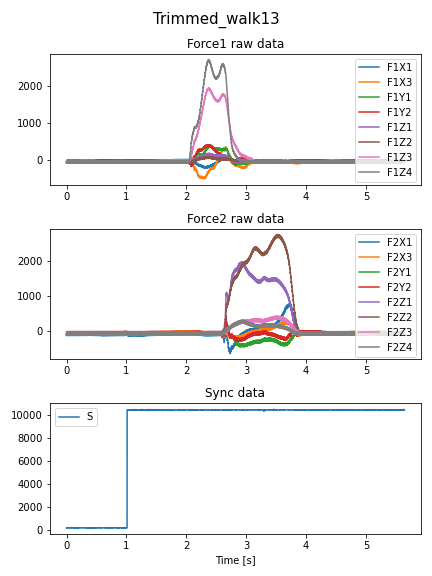 Trimmed_walk13
Force1 raw data
2000
1000
0
F1X1
F1X3
F1Y1
F1Y2
F1Z1
F1Z2
F1Z3
F1Z4
0 1 2 3 4 5
Force2 raw data
2000
1000
0
F2X1
F2X3
F2Y1
F2Y2
F2Z1
F2Z2
F2Z3
F2Z4
0 1 2 3 4 5
Sync data
10000
8000
6000
4000
2000
0
S
0 1 2 3 4 5
Time [s]